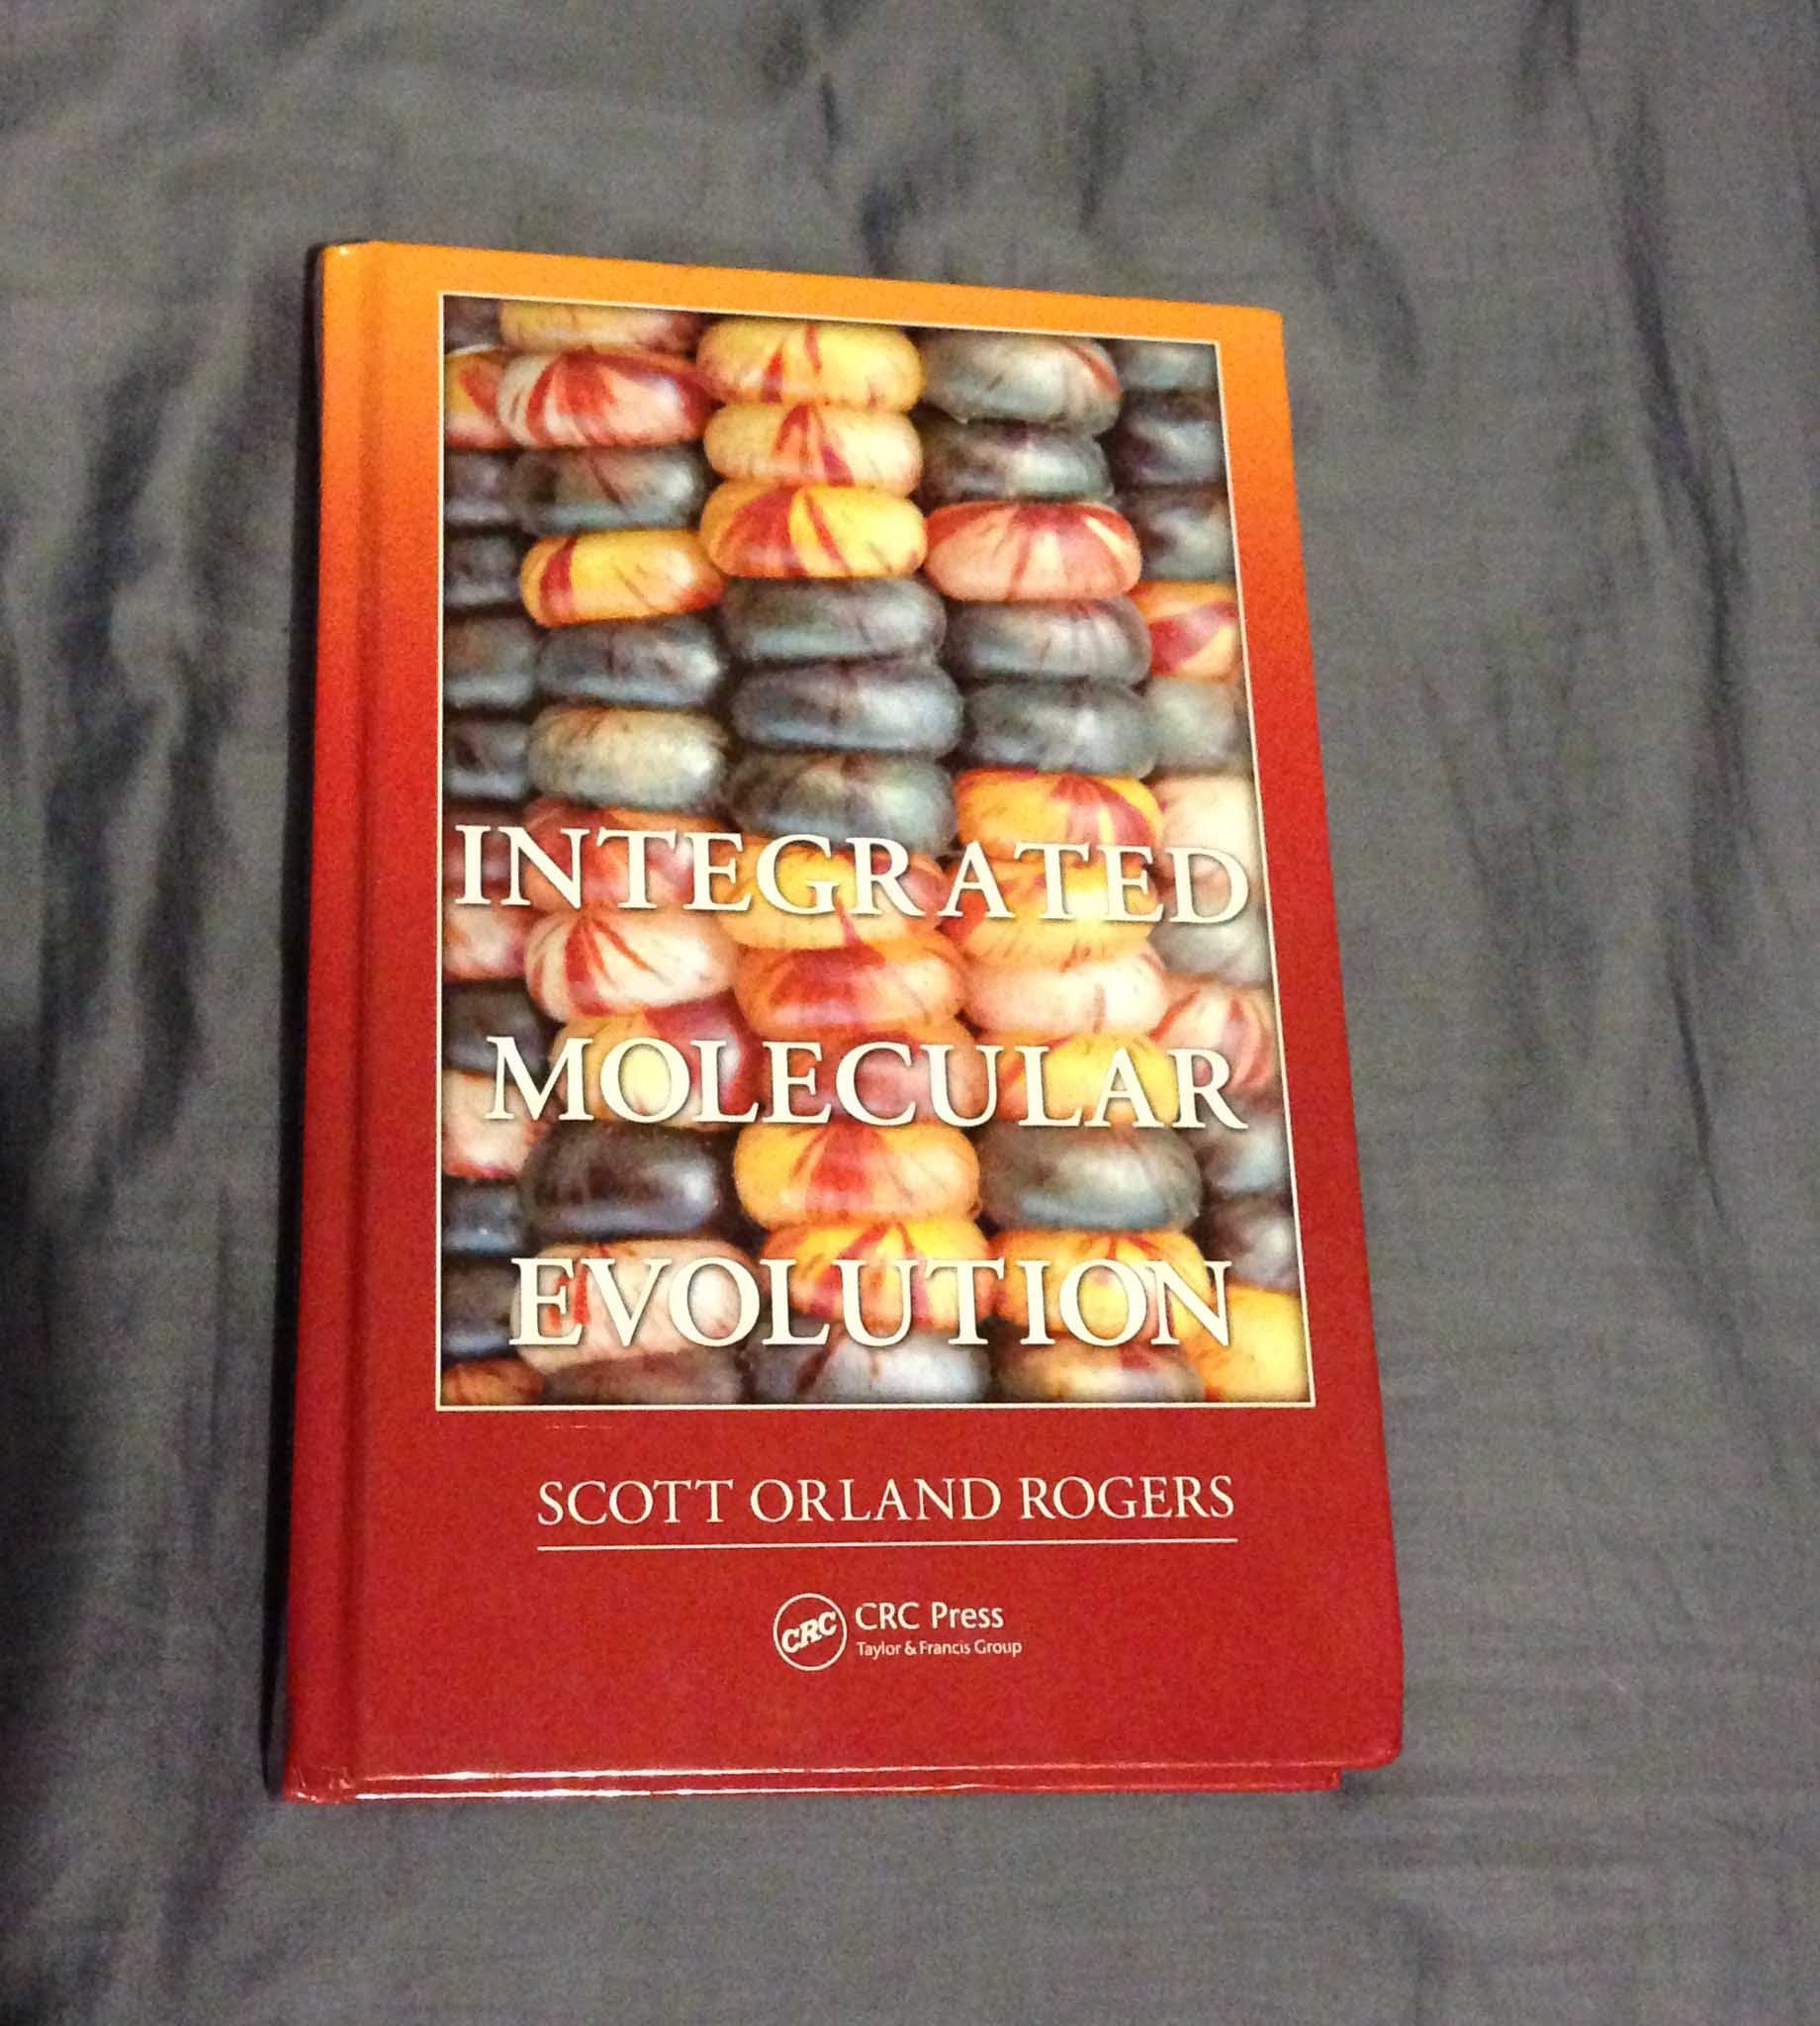 INTEGRATED
MOLECULAR
EVOLUTION
SCOTT ORLAND ROGERS
CRC
CRC Press
Taylor & Francis Group